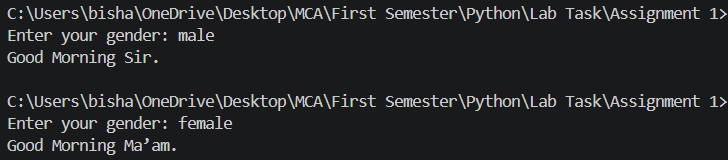 C:\Users\bisha\OneDrive\Desktop\MCA\First Semester\Python\Lab Task\Assignment 1>
Enter your gender: male
Good Morning Sir.
C:\Users\bisha\OneDrive\Desktop\MCA\First Semester\Python\Lab Task\Assignment 1>
Enter your gender: female
Good Morning Ma’am.